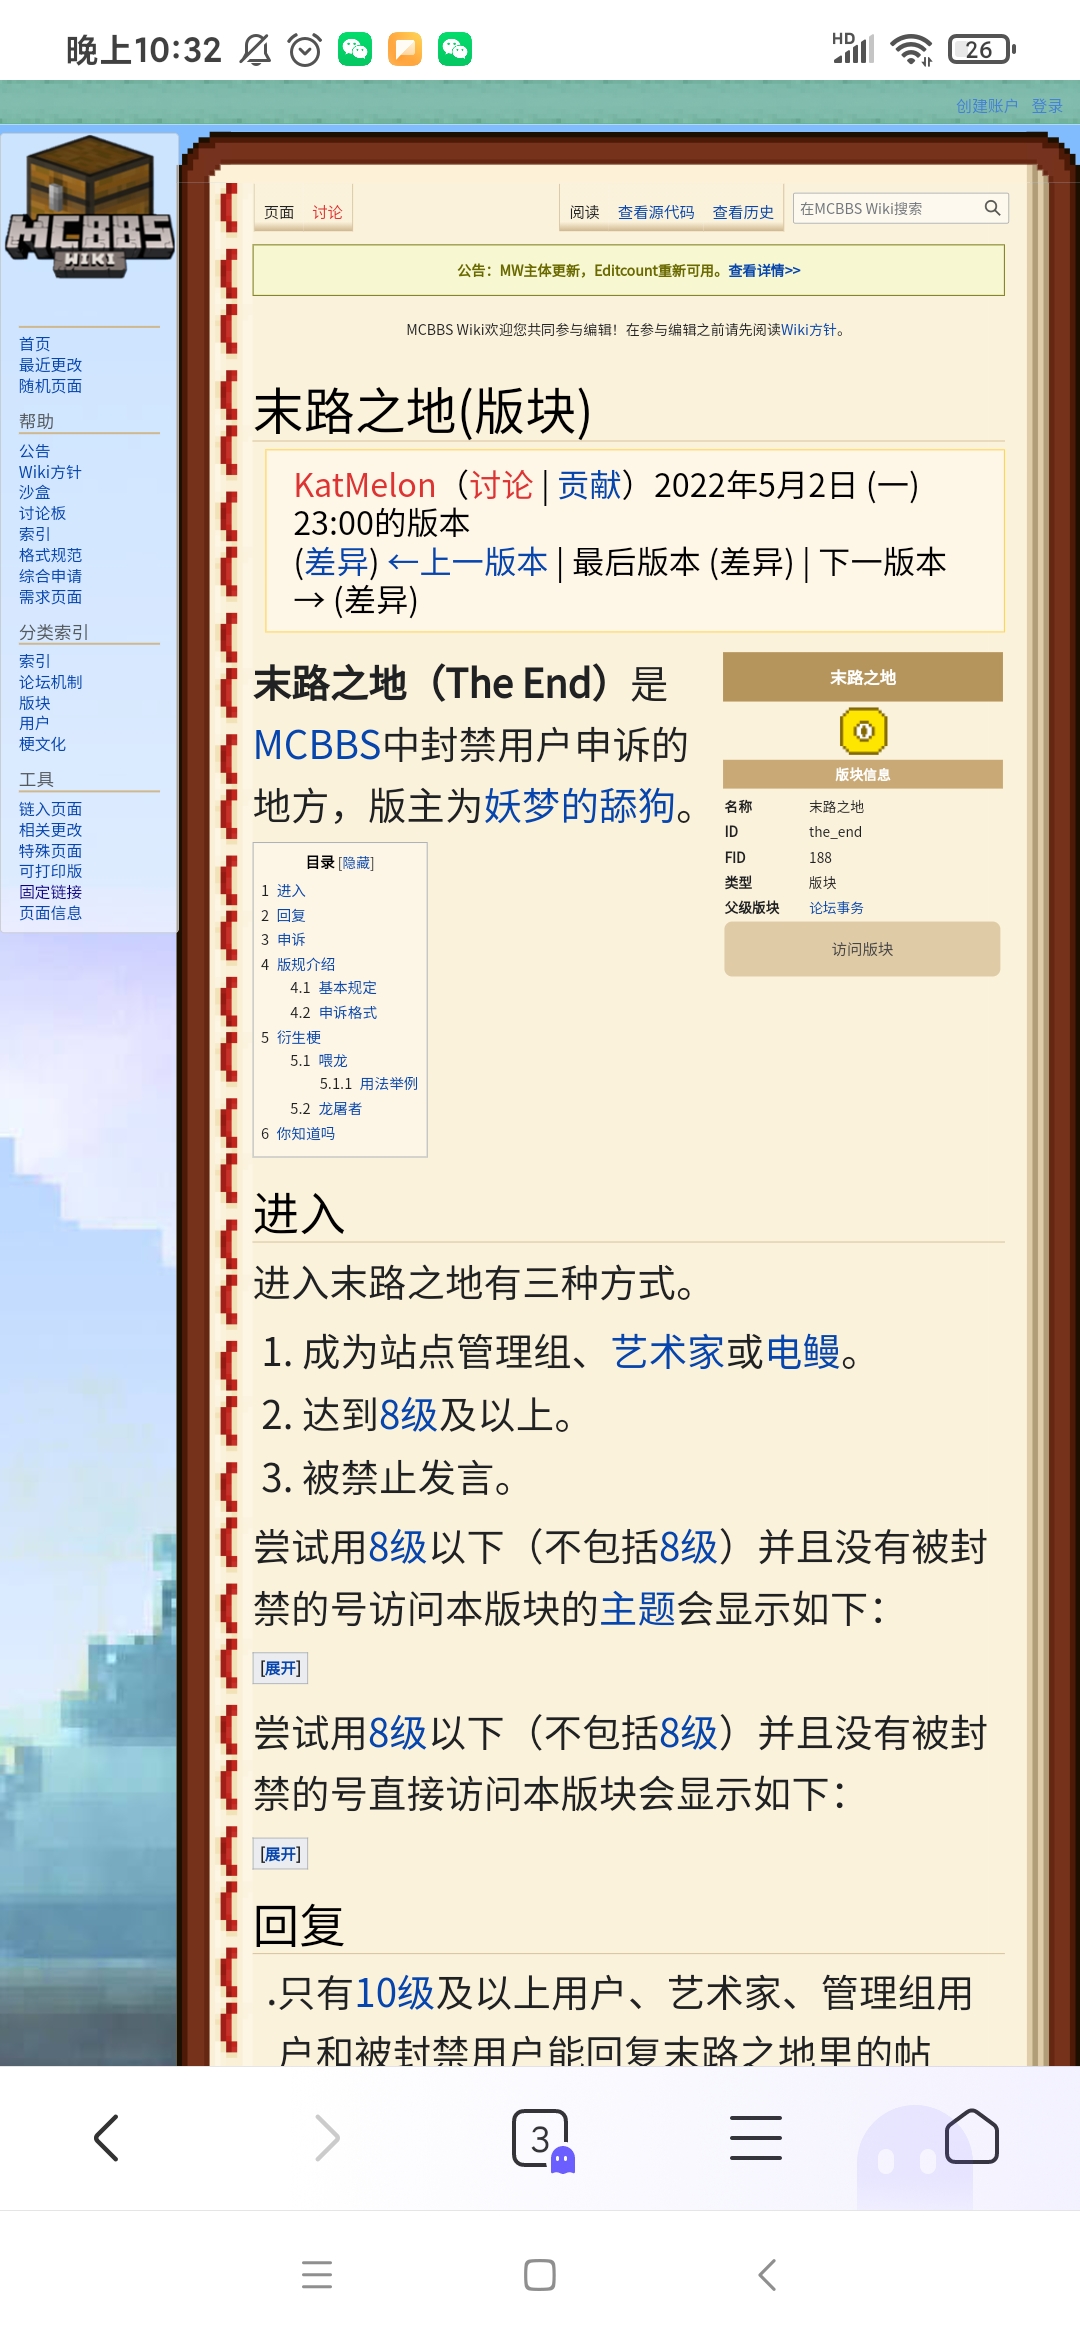 晚上10:32
HD
26
创建账户 登录
MCBBS
WIKI
首页
最近更改
随机页面
帮助
公告
Wiki方针
沙盒
讨论板
索引
格式规范
综合申请
需求页面
分类索引
索引
论坛机制
版块
用户
梗文化
工具
链入页面
相关更改
特殊页面
可打印版
固定链接
页面信息
页面 讨论
阅读 查看源代码 查看历史
在MCBBS Wiki搜索
公告：MW主体更新，Editcount重新可用。查看详情>>
MCBBS Wiki欢迎您共同参与编辑！在参与编辑之前请先阅读Wiki方针。
末路之地(版块)
KatMelon（讨论 | 贡献）2022年5月2日 (一)
23:00的版本
(差异) ←上一版本 | 最后版本 (差异) | 下一版本
→ (差异)
末路之地（The End）是
MCBBS中封禁用户申诉的
地方，版主为妖梦的舔狗。
末路之地
版块信息
名称 末路之地
ID the_end
FID 188
类型 版块
父级版块 论坛事务
访问版块
目录 [隐藏]
1 进入
2 回复
3 申诉
4 版规介绍
4.1 基本规定
4.2 申诉格式
5 衍生梗
5.1 喂龙
5.1.1 用法举例
5.2 龙屠者
6 你知道吗
进入
进入末路之地有三种方式。
1. 成为站点管理组、艺术家或电鳗。
2. 达到8级及以上。
3. 被禁止发言。
尝试用8级以下（不包括8级）并且没有被封
禁的号访问本版块的主题会显示如下：
[展开]
尝试用8级以下（不包括8级）并且没有被封
禁的号直接访问本版块会显示如下：
[展开]
回复
.只有10级及以上用户、艺术家、管理组用
户和被封禁用户能回复末路之地里的帖
3